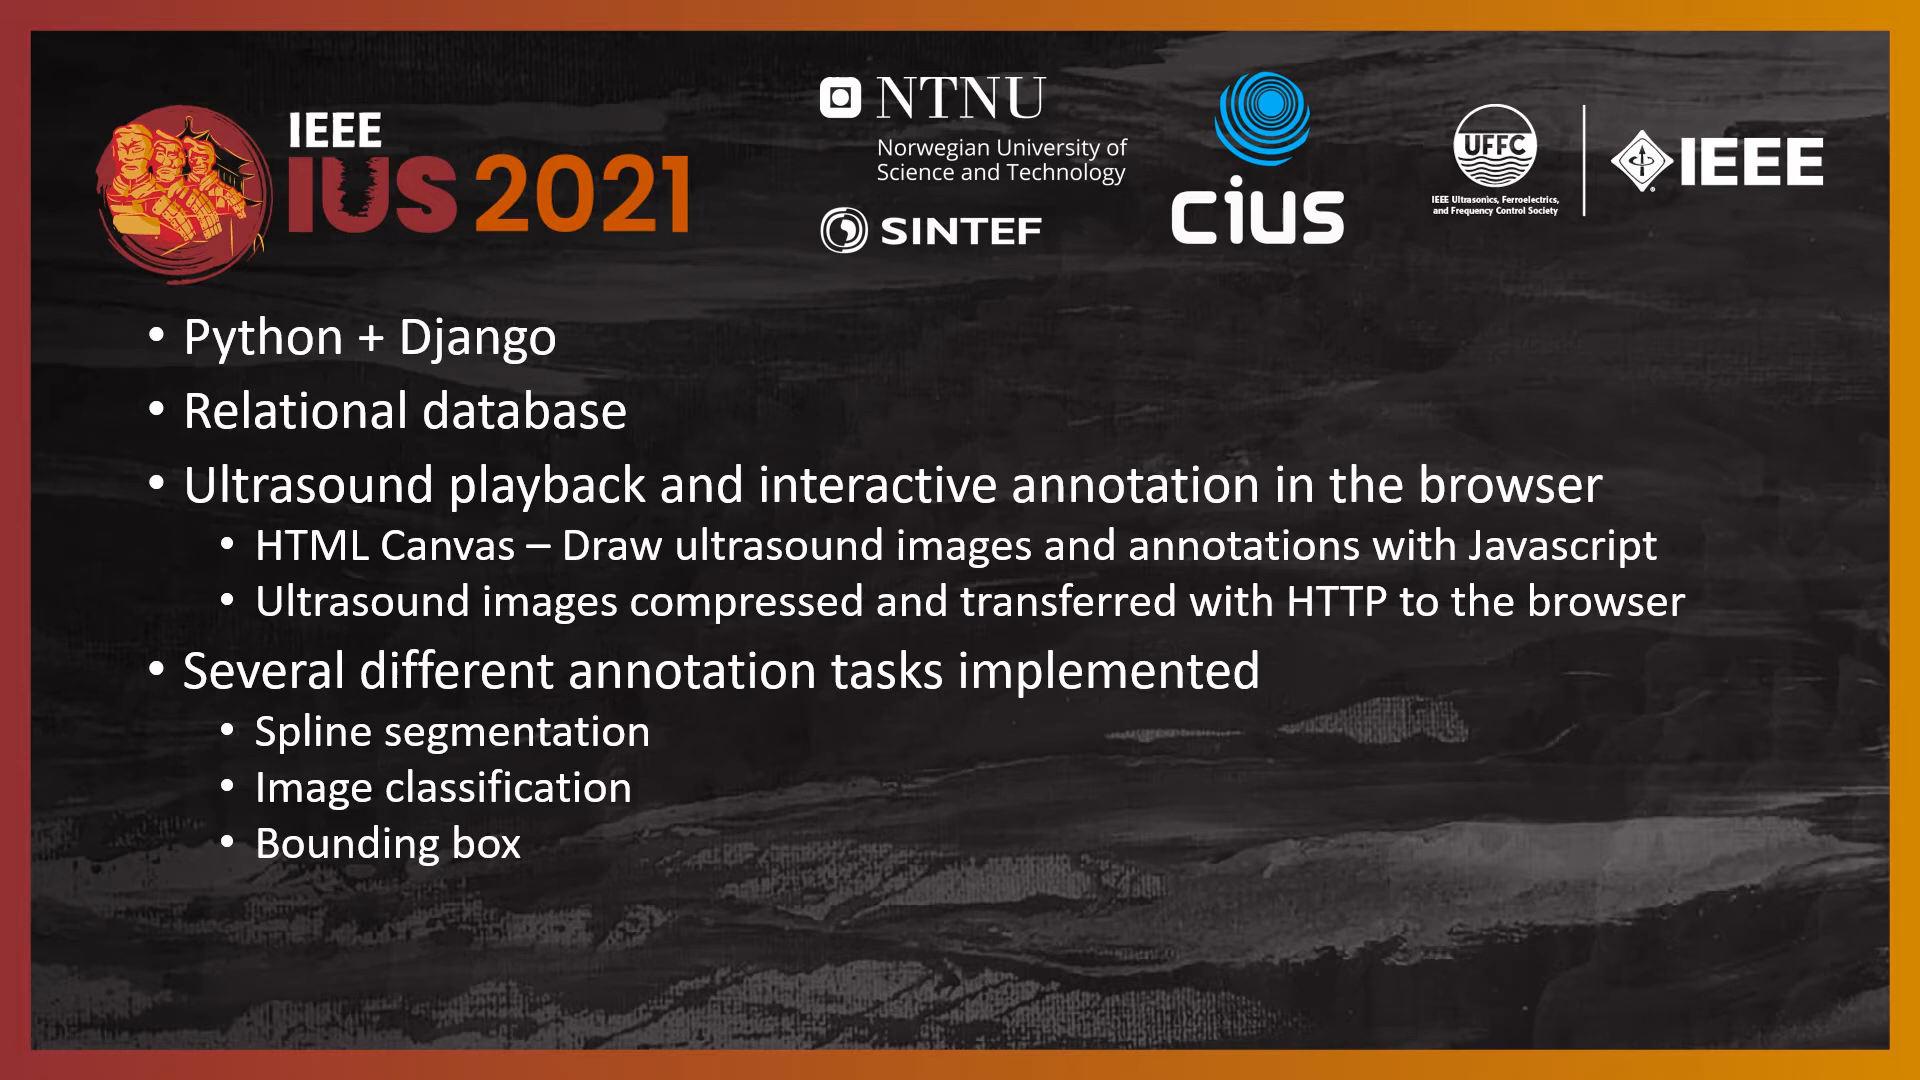 IEEE
IUS 2021
NTNU
Norwegian University of
Science and Technology
SINTEF
cius
UFFC
IEEE Ultrasonics, Ferroelectrics,
and Frequency Control Society
IEEE
• Python + Django
• Relational database
• Ultrasound playback and interactive annotation in the browser
• HTML Canvas – Draw ultrasound images and annotations with Javascript
• Ultrasound images compressed and transferred with HTTP to the browser
• Several different annotation tasks implemented
• Spline segmentation
• Image classification
• Bounding box